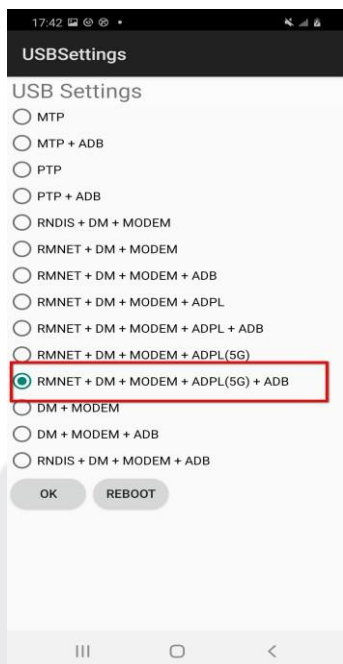 17:42
USBSettings
USB Settings
MTP
MTP + ADB
PTP
PTP + ADB
RNDIS + DM + MODEM
RMNET + DM + MODEM
RMNET + DM + MODEM + ADB
RMNET + DM + MODEM + ADPL
RMNET + DM + MODEM + ADPL + ADB
RMNET + DM + MODEM + ADPL(5G)
RMNET + DM + MODEM + ADPL(5G) + ADB
DM + MODEM
DM + MODEM + ADB
RNDIS + DM + MODEM + ADB
OK REBOOT